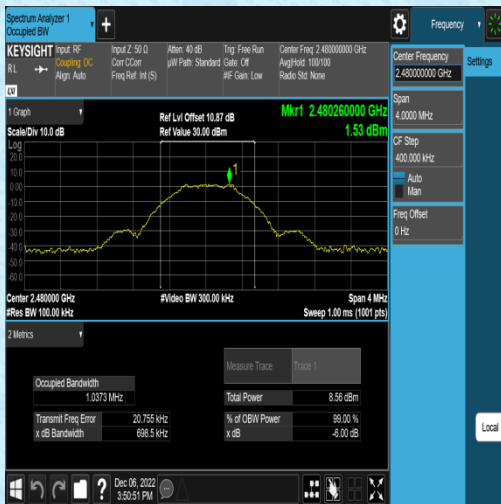 Spectrum Analyzer 1
Occupied BW
+
Frequency
KEYSIGHT
RL
LXI
Input: RF
Coupling: DC
Align: Auto
Input Z: 50 Ω
Corr CCorr
Freq Ref: Int (S)
Atten: 40 dB
µW Path: Standard
Trig: Free Run
Gate: Off
#IF Gain: Low
Center Freq: 2.480000000 GHz
Avg|Hold: 100/100
Radio Std: None
Center Frequency
2.480000000 GHz
Settings
Span
4.0000 MHz
CF Step
400.000 kHz
Auto
Man
Freq Offset
0 Hz
Local
1 Graph
Scale/Div 10.0 dB
Ref Lvl Offset 10.87 dB
Ref Value 30.00 dBm
Mkr1 2.480260000 GHz
1.53 dBm
Log
20.0
10.0
0.00
-10.0
-20.0
-30.0
-40.0
-50.0
-60.0
1
Center 2.480000 GHz
#Res BW 100.00 kHz
#Video BW 300.00 kHz
Span 4 MHz
Sweep 1.00 ms (1001 pts)
2 Metrics
Measure Trace
Trace 1
Occupied Bandwidth
1.0373 MHz
Total Power
8.56 dBm
Transmit Freq Error
20.755 kHz
% of OBW Power
99.00 %
x dB Bandwidth
698.5 kHz
x dB
-6.00 dB
?
Dec 06, 2022
3:50:51 PM